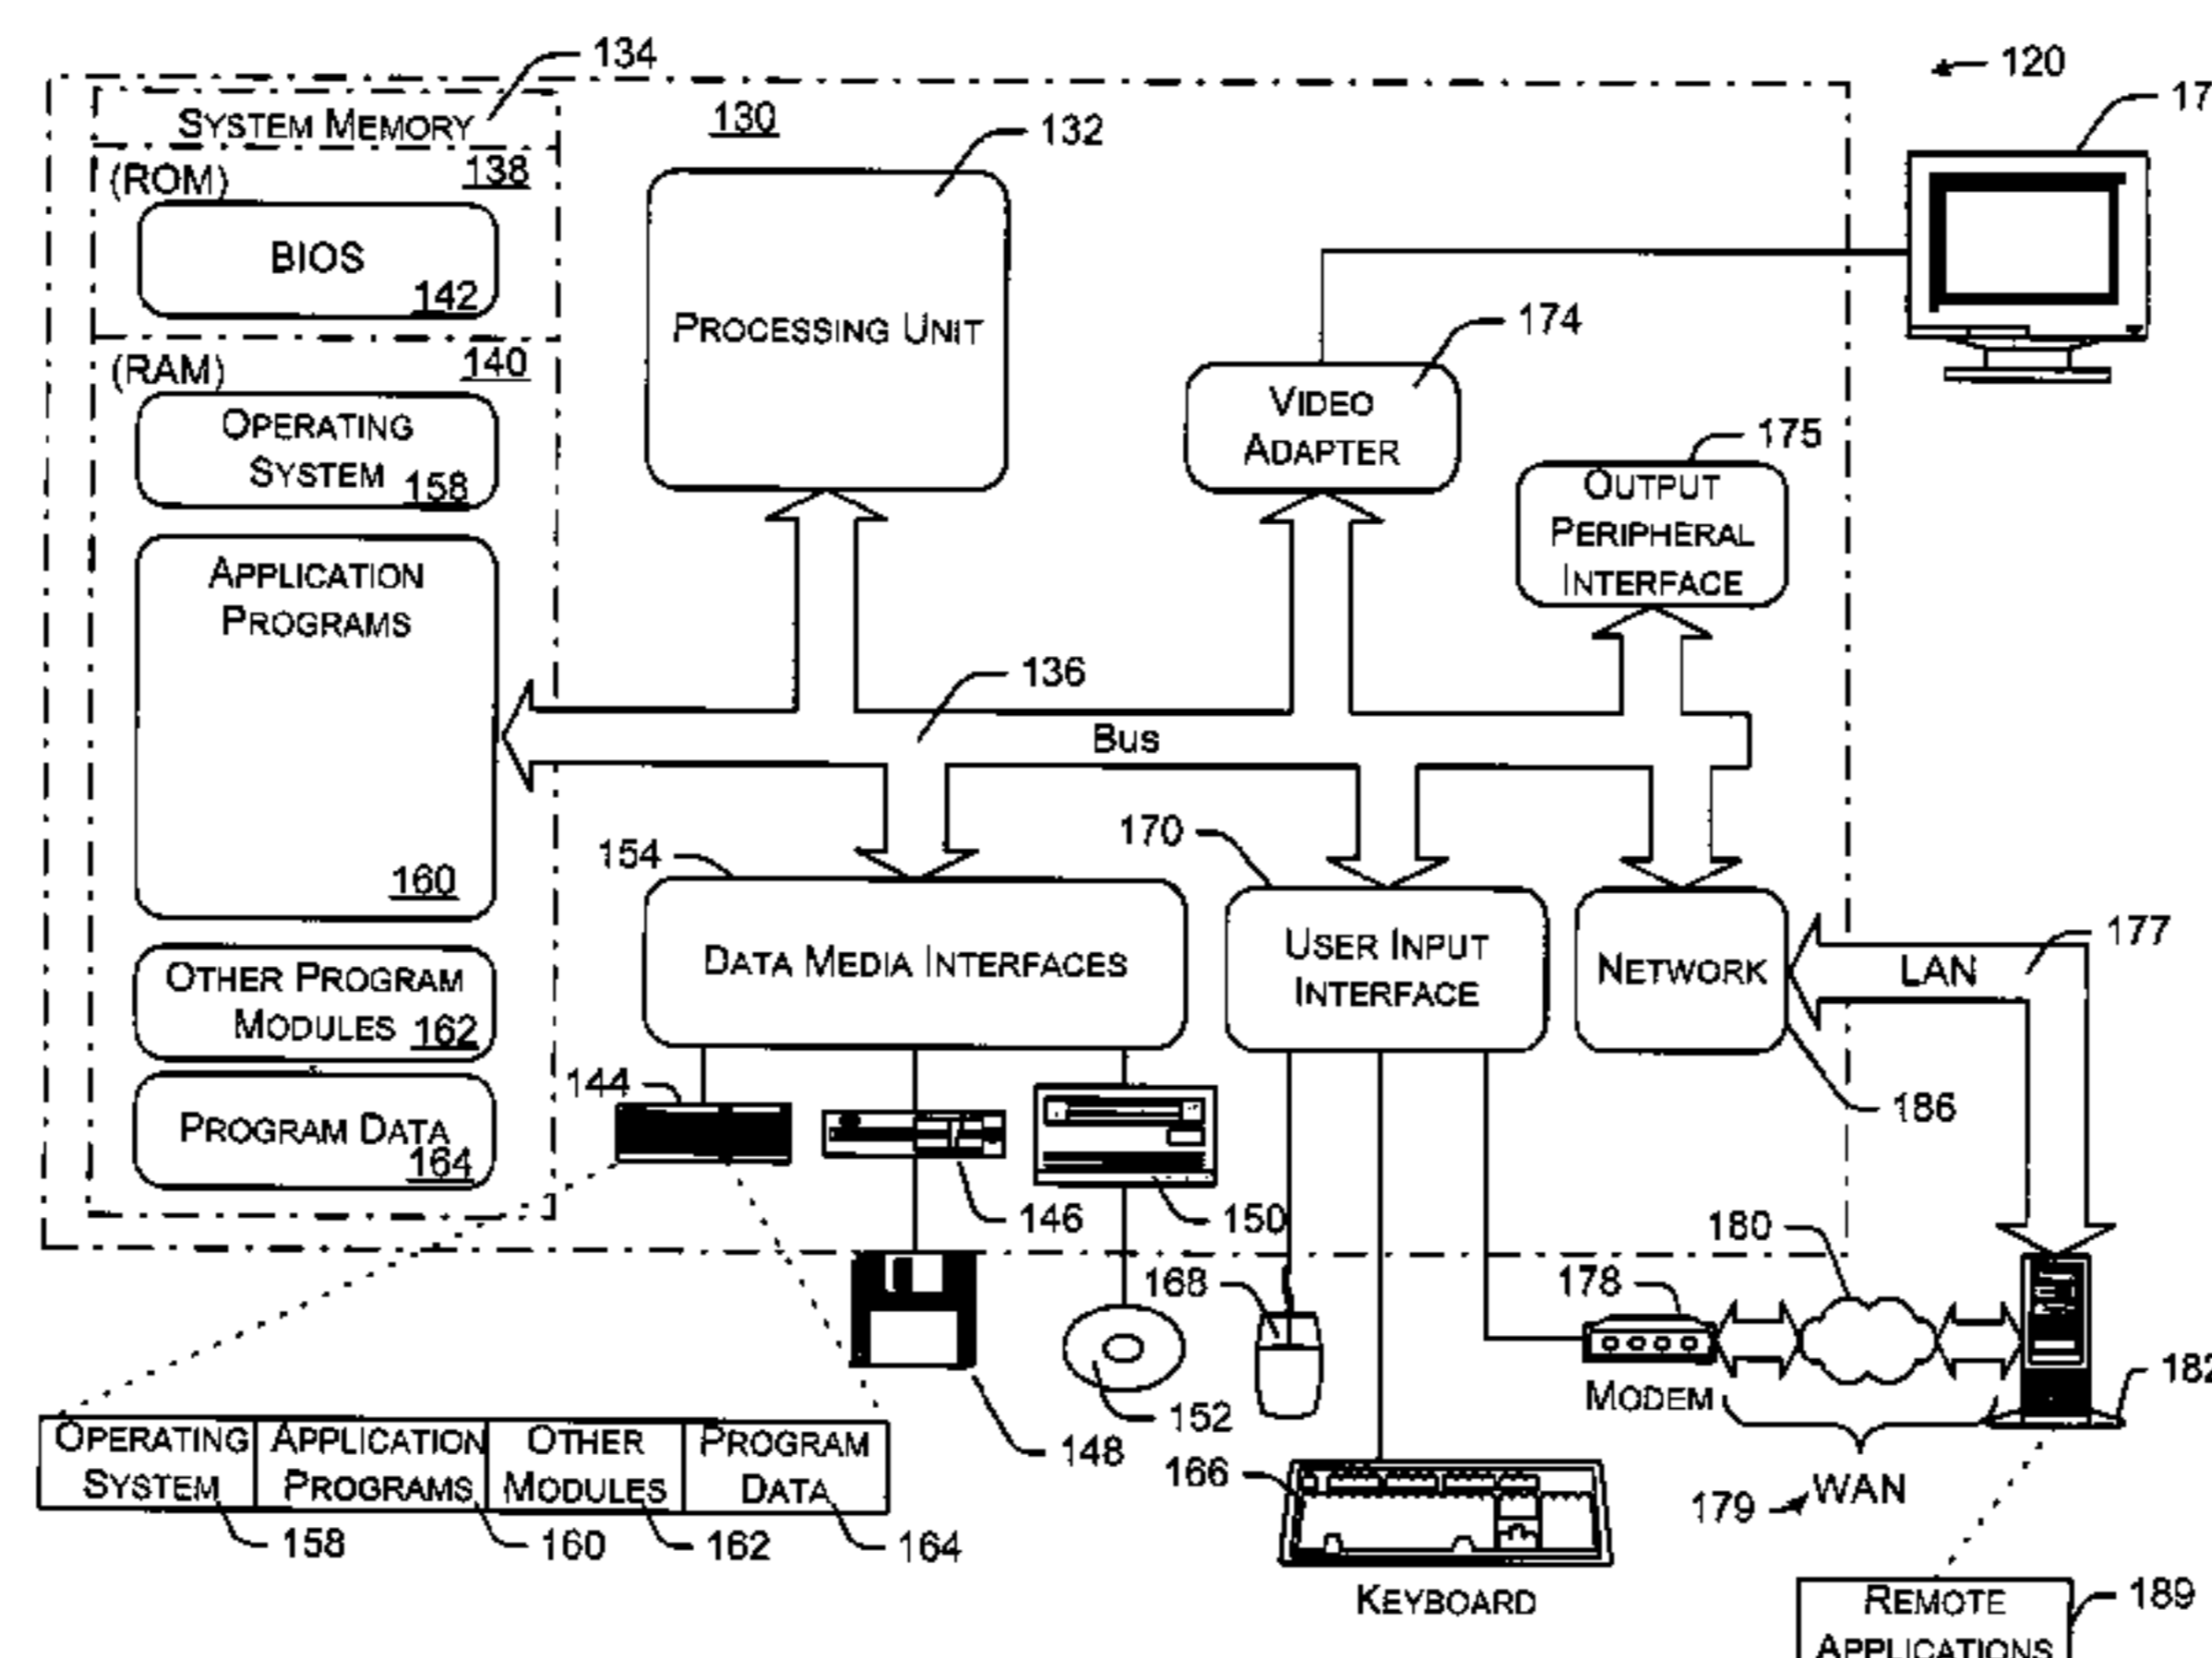 134
120
SYSTEM MEMORY
130
132
(ROM) 138
BIOS
142
PROCESSING UNIT
174
(RAM) 140
OPERATING
SYSTEM 158
VIDEO
ADAPTER
175
OUTPUT
PERIPHERAL
INTERFACE
APPLICATION
PROGRAMS
160
136
BUS
154
170
177
DATA MEDIA INTERFACES
USER INPUT
INTERFACE
NETWORK
LAN
OTHER PROGRAM
MODULES 162
144
186
PROGRAM DATA
164
146
150
180
168
178
MODEM
152
148
166
179
WAN
OPERATING
SYSTEM
APPLICATION
PROGRAMS
OTHER
MODULES
PROGRAM
DATA
158
160
162
164
KEYBOARD
REMOTE
APPLICATIONS
189